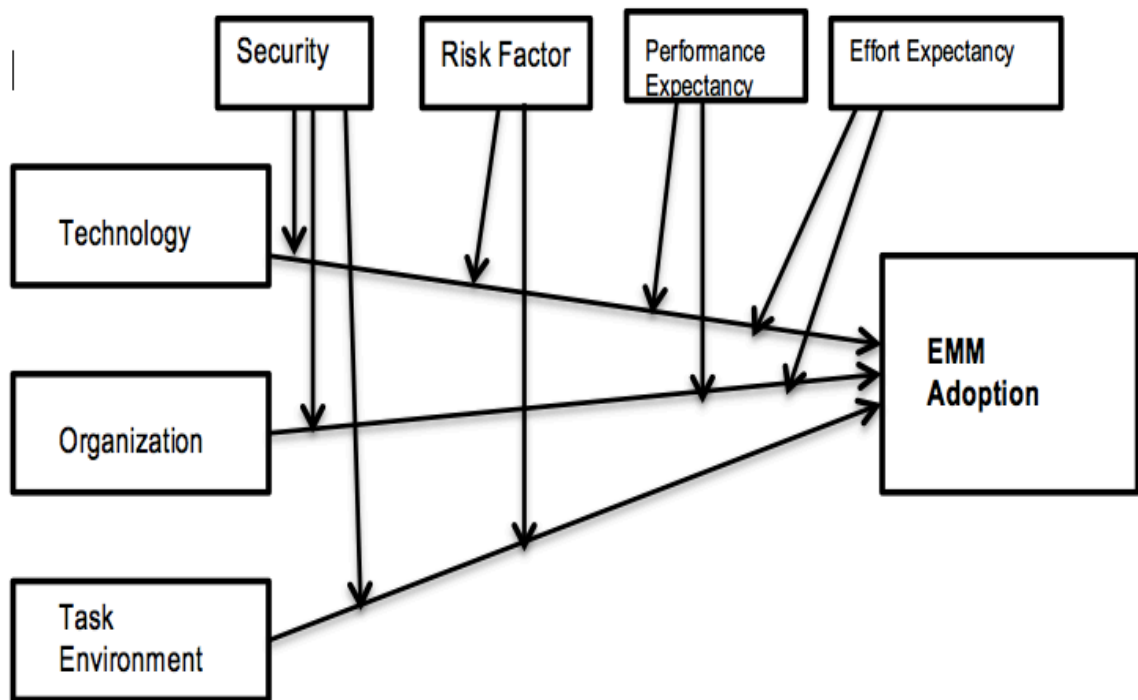 Security
Risk Factor
Performance
Expectancy
Effort Expectancy
Technology
Organization
Task
Environment
EMM
Adoption